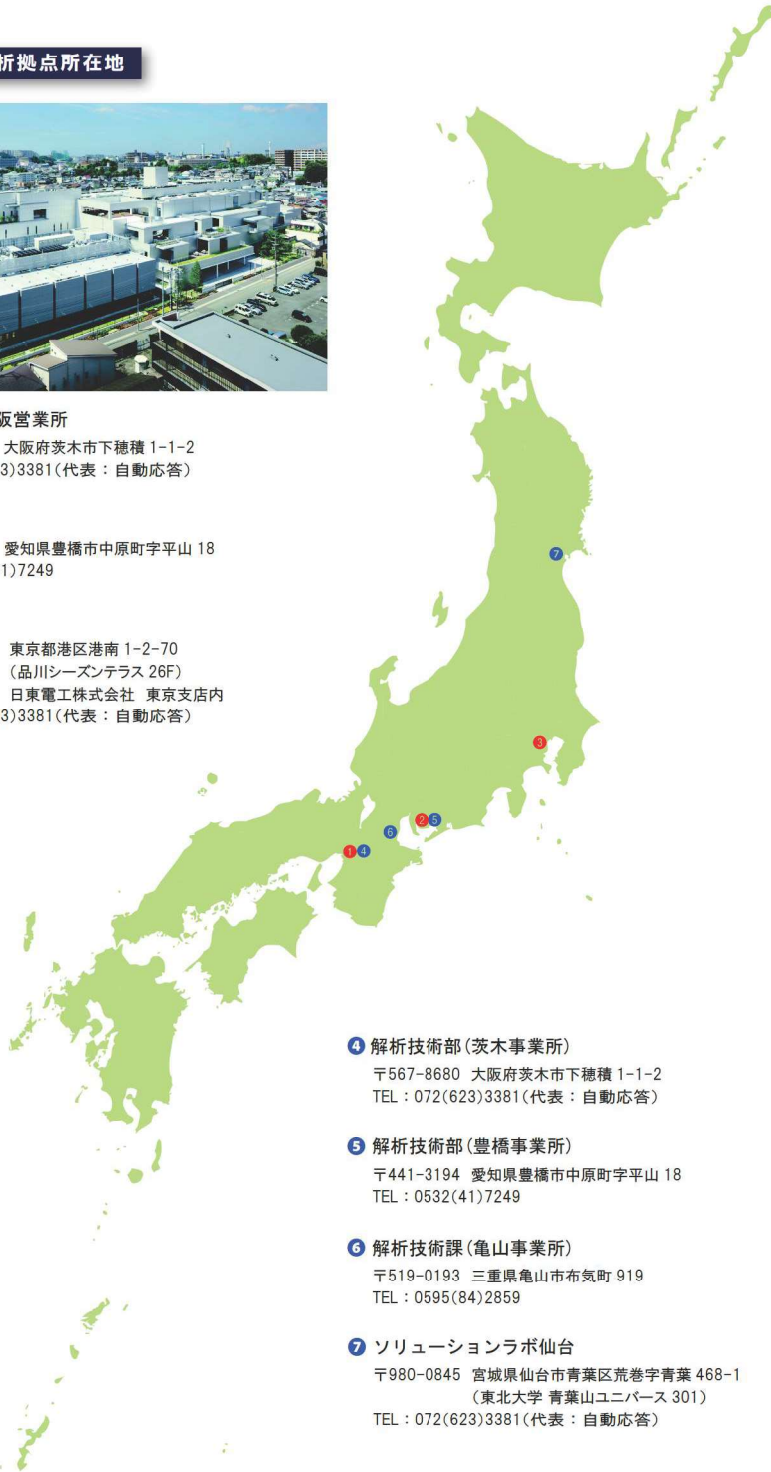 析拠点所在地
阪営業所
大阪府茨木市下穂積 1-1-2
3)3381(代表：自動応答)
愛知県豊橋市中原町字平山 18
1)7249
東京都港区港南 1-2-70
(品川シーズンテラス 26F)
日東電工株式会社 東京支店内
3)3381(代表：自動応答)
7
3
2 5
6
1 4
4 解析技術部(茨木事業所)
〒567-8680 大阪府茨木市下穂積 1-1-2
TEL：072(623)3381(代表：自動応答)
5 解析技術部(豊橋事業所)
〒441-3194 愛知県豊橋市中原町字平山 18
TEL：0532(41)7249
6 解析技術課(亀山事業所)
〒519-0193 三重県亀山市布気町 919
TEL：0595(84)2859
7 ソリューションラボ仙台
〒980-0845 宮城県仙台市青葉区荒巻字青葉 468-1
(東北大学 青葉山ユニバース 301)
TEL：072(623)3381(代表：自動応答)